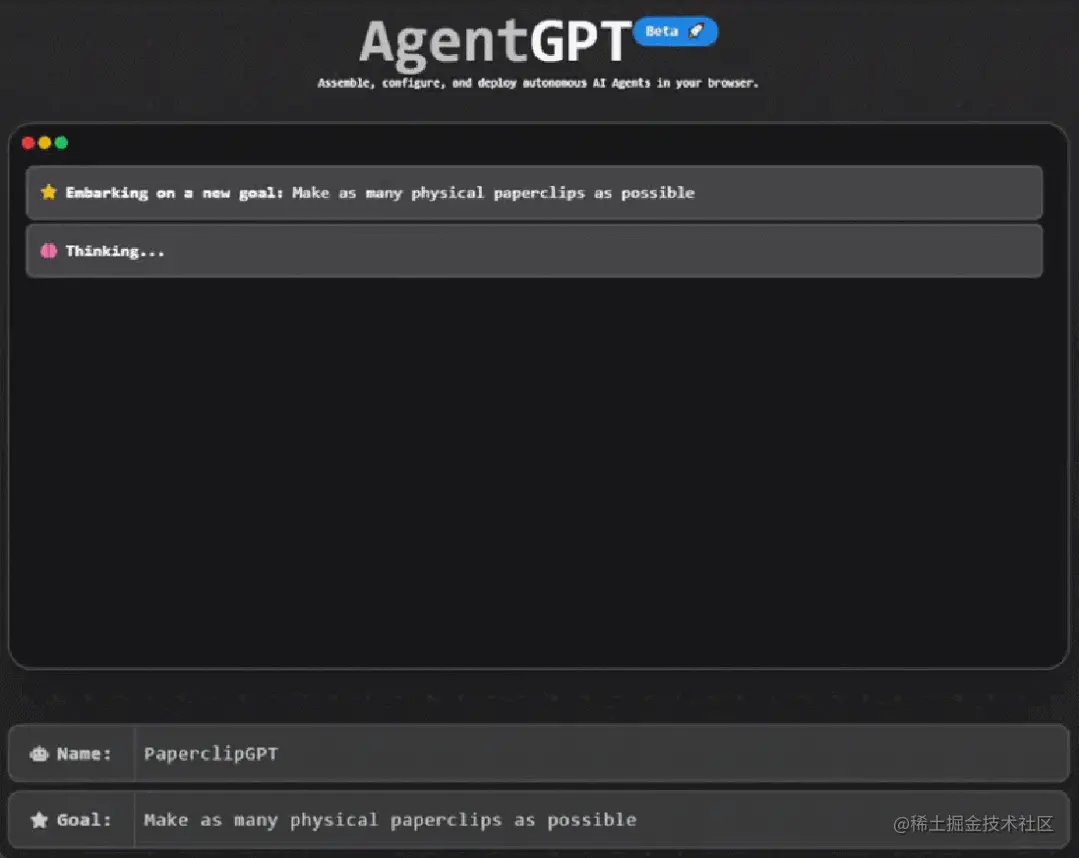 AgentGPT Beta
Assemble, configure, and deploy autonomous AI Agents in your browser.
Embarking on a new goal: Make as many physical paperclips as possible
Thinking...
Name: PaperclipGPT
Goal: Make as many physical paperclips as possible
@稀土掘金技术社区